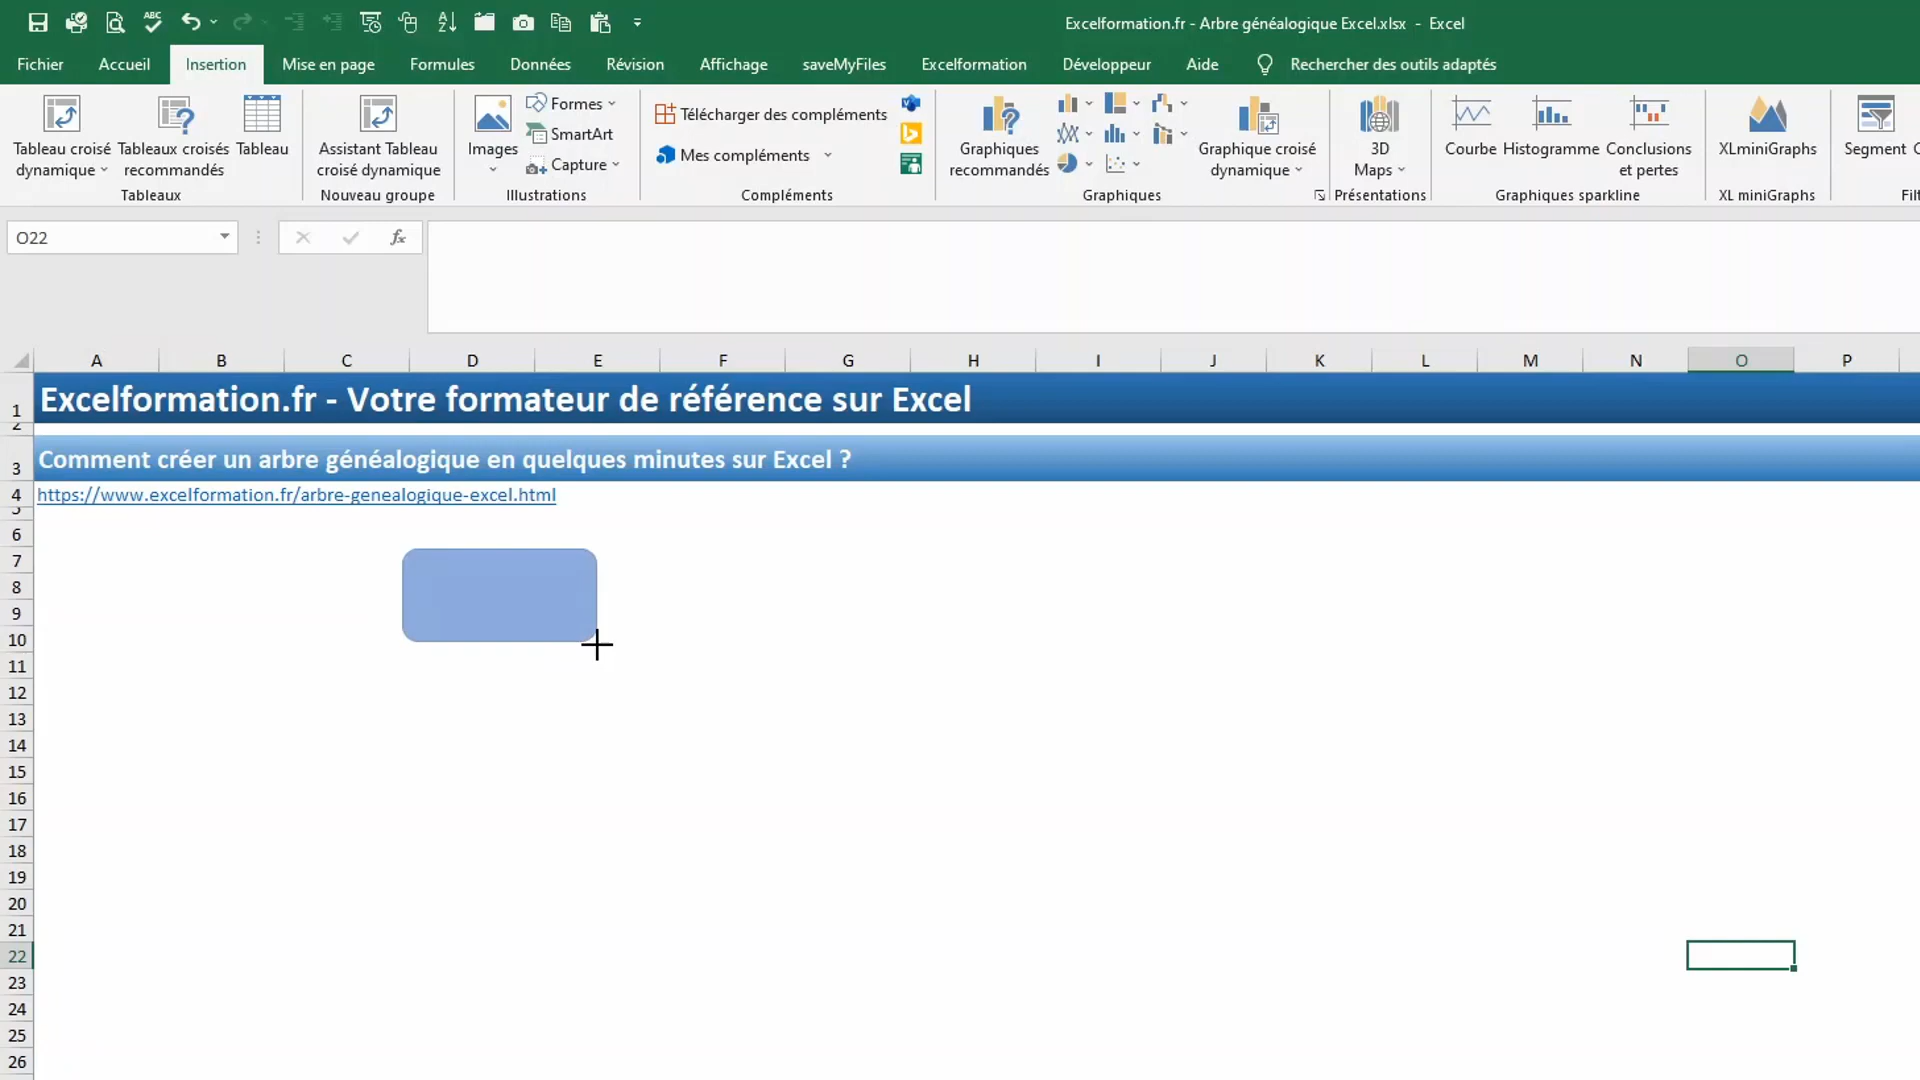 Excelformation.fr - Arbre généalogique Excel.xlsx - Excel
Fichier Accueil Insertion Mise en page Formules Données Révision Affichage saveMyFiles Excelformation Développeur Aide Rechercher des outils adaptés
Tableau croisé dynamique
Tableaux croisés recommandés
Tableau
Tableaux
Assistant Tableau croisé dynamique
Nouveau groupe
Images
Formes
SmartArt
Capture
Illustrations
Télécharger des compléments
Mes compléments
Compléments
Graphiques recommandés
Graphique croisé dynamique
Graphiques
3D Maps
Présentations
Courbe
Histogramme
Conclusions et pertes
Graphiques sparkline
XLminiGraphs
XL miniGraphs
Segment
O22
fx
A B C D E F G H I J K L M N O P
1 Excelformation.fr - Votre formateur de référence sur Excel
2
3 Comment créer un arbre généalogique en quelques minutes sur Excel ?
4 https://www.excelformation.fr/arbre-genealogique-excel.html
5
6
7
8
9
10
11
12
13
14
15
16
17
18
19
20
21
22
23
24
25
26